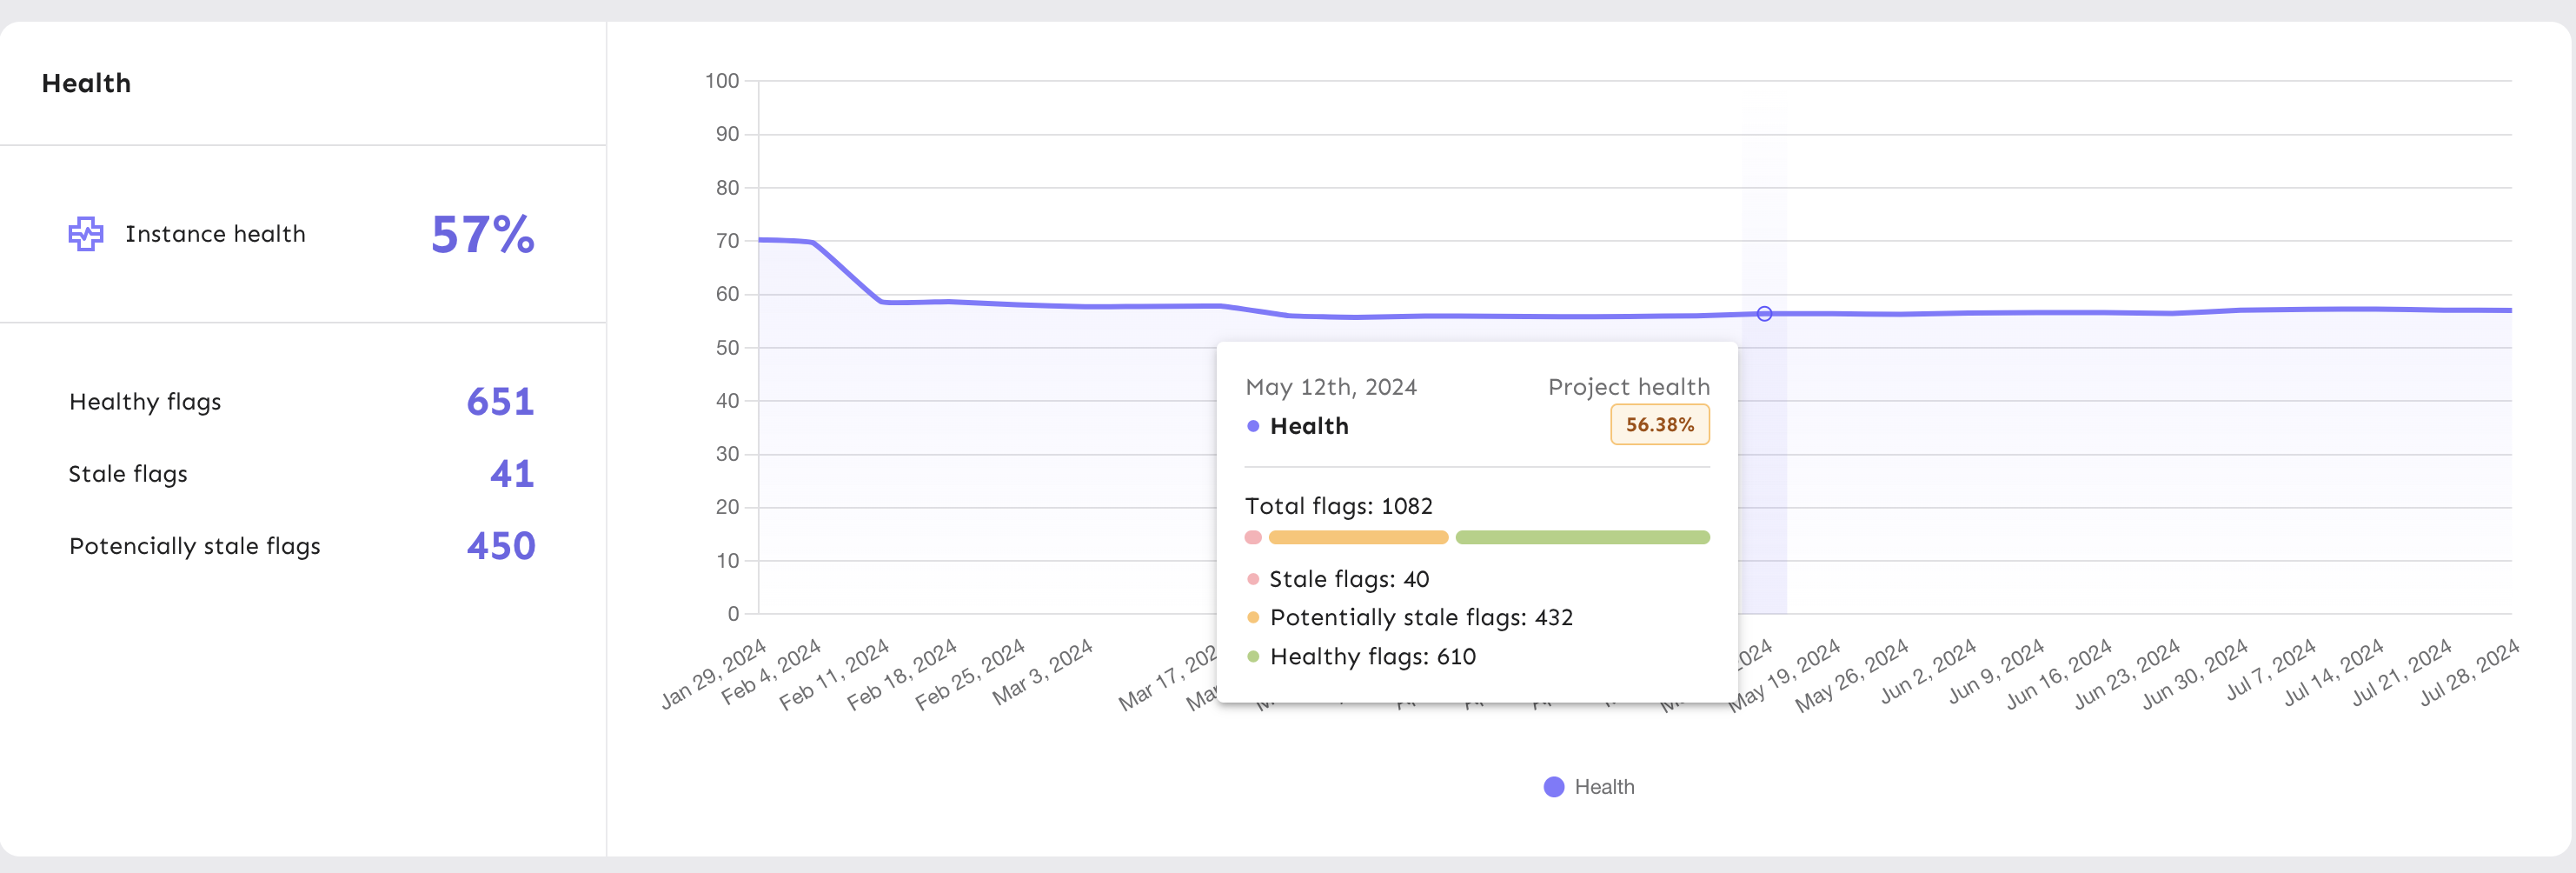 Health
Instance health 57%
Healthy flags 651
Stale flags 41
Potencially stale flags 450
100
90
80
70
60
50
40
30
20
10
0
May 12th, 2024 Project health
Health 56.38%
Total flags: 1082
Stale flags: 40
Potentially stale flags: 432
Healthy flags: 610
Jan 29, 2024
Feb 4, 2024
Feb 11, 2024
Feb 18, 2024
Feb 25, 2024
Mar 3, 2024
Mar 17, 202
Mar
2024
May 19, 2024
May 26, 2024
Jun 2, 2024
Jun 9, 2024
Jun 16, 2024
Jun 23, 2024
Jun 30, 2024
Jul 7, 2024
Jul 14, 2024
Jul 21, 2024
Jul 28, 2024
Health